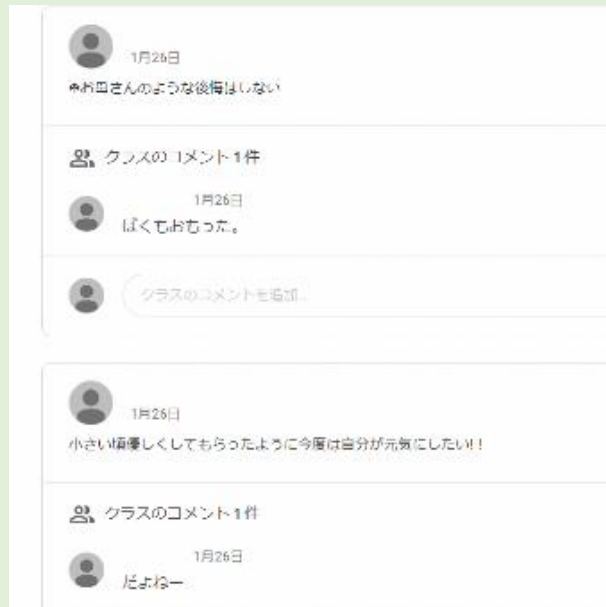 1月26日
お母さんのような後悔はしない
クラスのコメント1件
1月26日
ぼくもおもった。
クラスのコメントを追加...
1月26日
小さい頃優しくしてもらったように今度は自分が元気にしたい!!
クラスのコメント1件
1月26日
だよねー